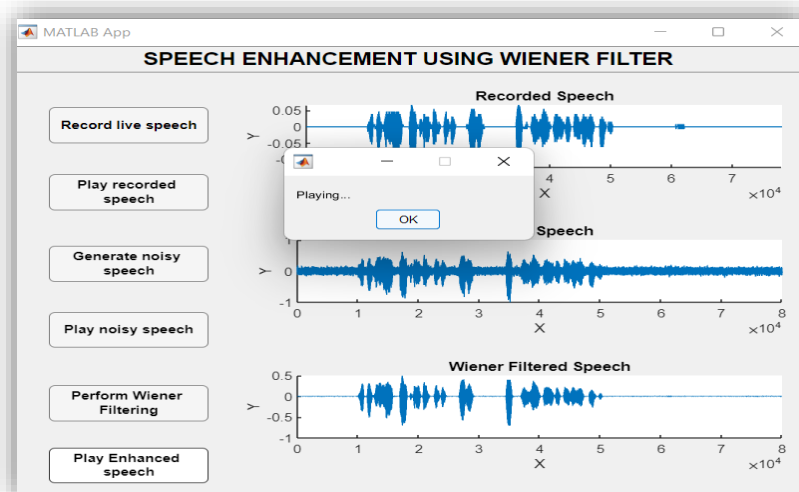 MATLAB App
SPEECH ENHANCEMENT USING WIENER FILTER
Record live speech
Play recorded
speech
Generate noisy
speech
Play noisy speech
Perform Wiener
Filtering
Play Enhanced
speech
Recorded Speech
0.05
0
-0.05
Y
4 5 6 7
X
×10⁴
Playing...
OK
Speech
1
0
-1
Y
0 1 2 3 4 5 6 7 8
X
×10⁴
Wiener Filtered Speech
0.5
0
-0.5
-1
Y
0 1 2 3 4 5 6 7 8
X
×10⁴